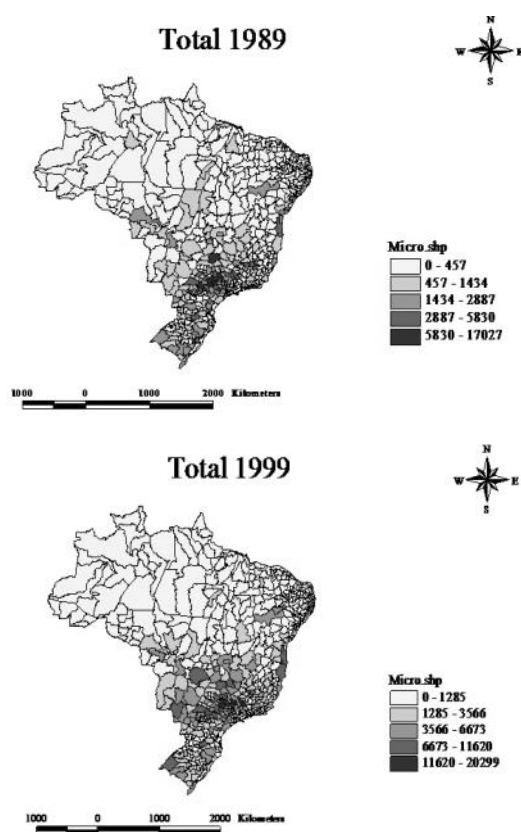 Total 1989
N
W E
S
Micro.shp
0 - 457
457 - 1434
1434 - 2887
2887 - 5830
5830 - 17027
1000 0 1000 2000 Kilometers
Total 1999
N
W E
S
Micro.shp
0 - 1285
1285 - 3566
3566 - 6673
6673 - 11620
11620 - 20299
1000 0 1000 2000 Kilometers